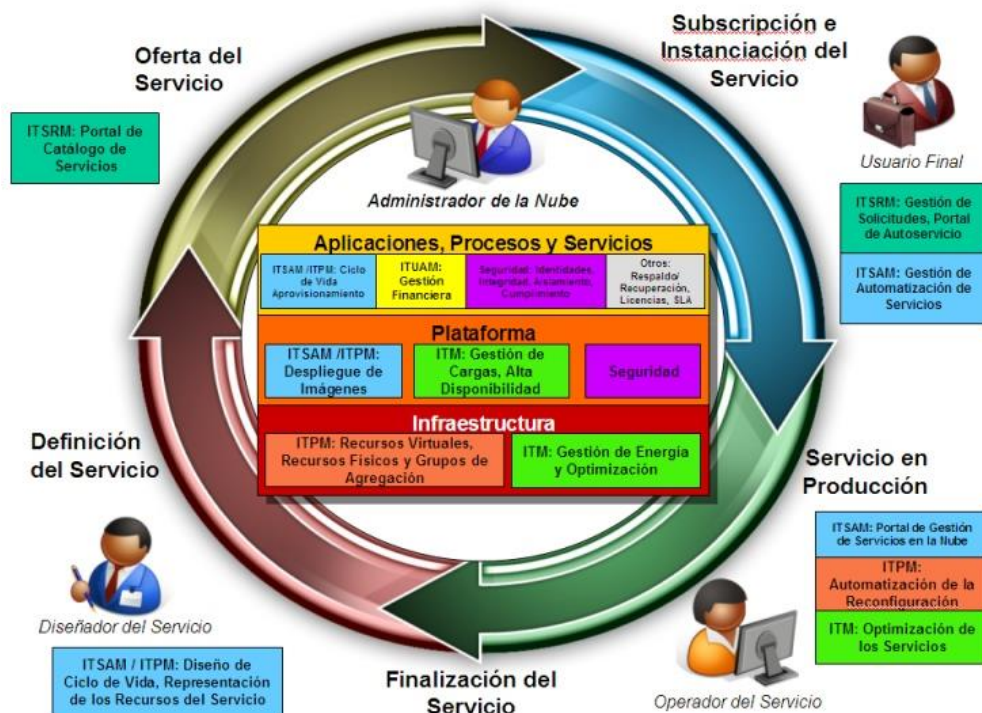 Oferta del
Servicio
Subscripción e
Instanciación del
Servicio
ITSRM: Portal de
Catálogo de
Servicios
Administrador de la Nube
Usuario Final
ITSRM: Gestión de
Solicitudes, Portal
de Autoservicio
ITSAM: Gestión de
Automatización de
Servicios
Aplicaciones, Procesos y Servicios
ITSAM /ITPM: Ciclo
de Vida
Aprovisionamiento
ITUAM:
Gestión
Financiera
Seguridad: Identidades,
Integridad, Aislamiento,
Cumplimiento
Otros:
Respaldo/
Recuperación,
Licencias, SLA
Plataforma
ITSAM /ITPM:
Despliegue de
Imágenes
ITM: Gestión de
Cargas, Alta
Disponibilidad
Seguridad
Infraestructura
ITPM: Recursos Virtuales,
Recursos Físicos y Grupos de
Agregación
ITM: Gestión de Energía
y Optimización
Definición
del Servicio
Servicio en
Producción
ITSAM: Portal de Gestión
de Servicios en la Nube
ITPM:
Automatización de la
Reconfiguración
ITM: Optimización de
los Servicios
Diseñador del Servicio
ITSAM / ITPM: Diseño de
Ciclo de Vida, Representación
de los Recursos del Servicio
Finalización del
Servicio
Operador del Servicio